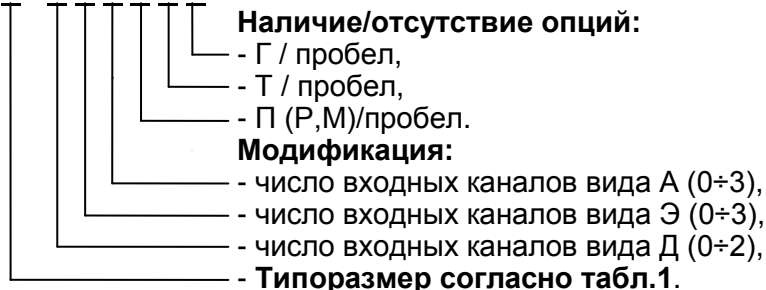 Наличие/отсутствие опций:
- Г / пробел,
- Т / пробел,
- П (Р,М)/пробел.
Модификация:
- число входных каналов вида А (0÷3),
- число входных каналов вида Э (0÷3),
- число входных каналов вида Д (0÷2),
- Типоразмер согласно табл.1.